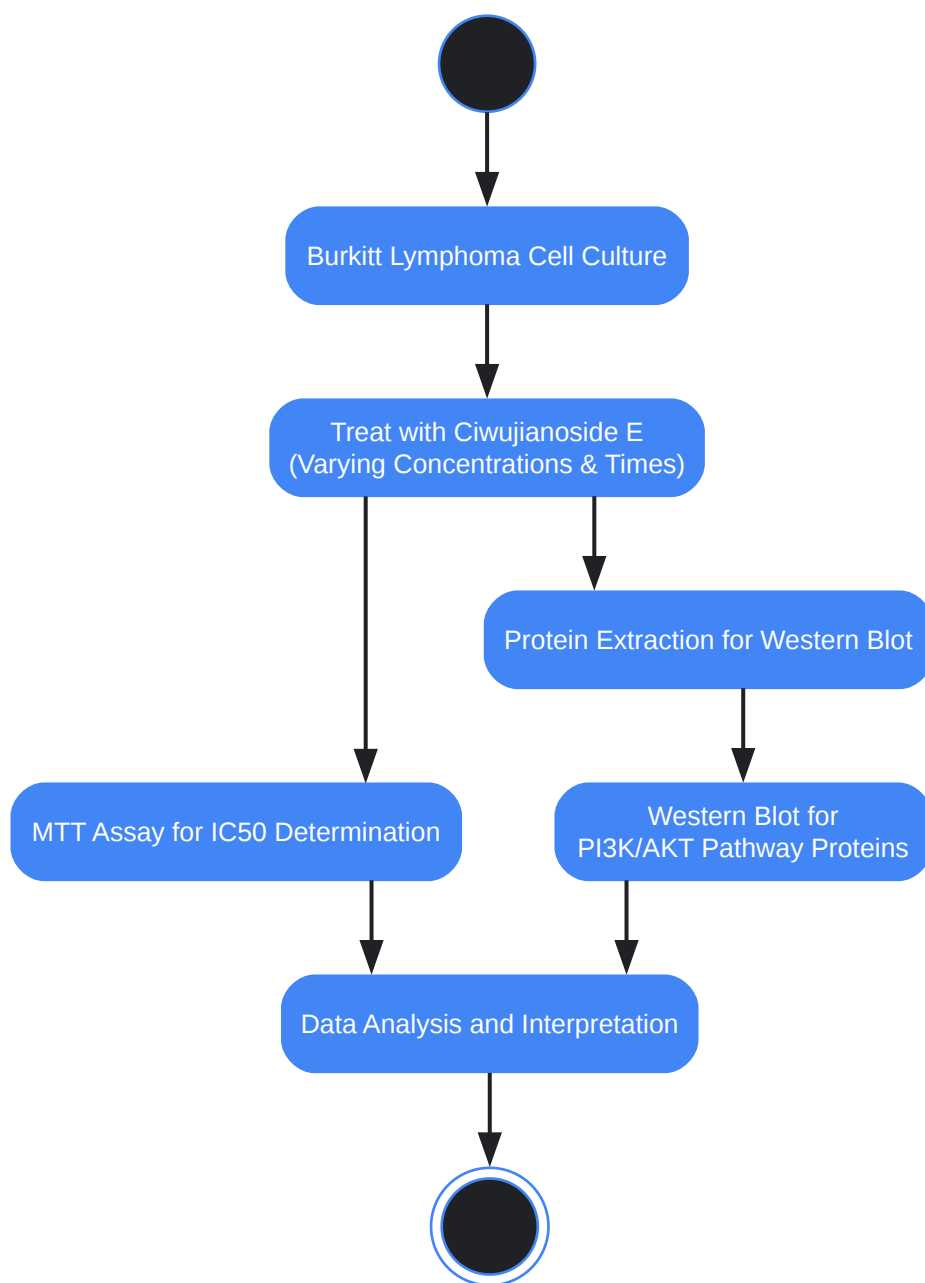 Burkitt Lymphoma Cell Culture
Treat with Ciwujianoside E
(Varying Concentrations & Times)
Protein Extraction for Western Blot
MTT Assay for IC50 Determination
Western Blot for
PI3K/AKT Pathway Proteins
Data Analysis and Interpretation